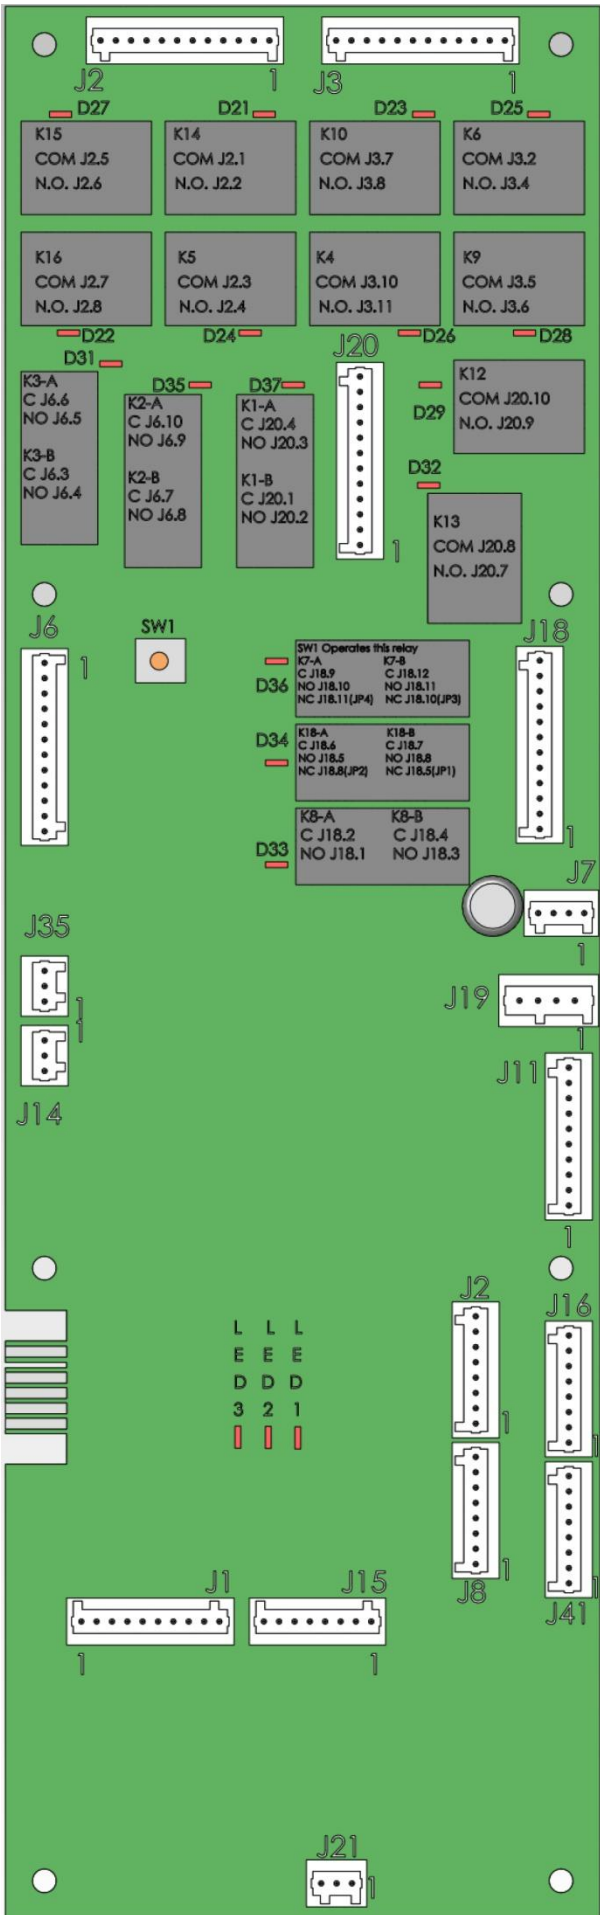 J2 1 J3 1
D27 D21 D23 D25
K15
COM J2.5
N.O. J2.6
K14
COM J2.1
N.O. J2.2
K10
COM J3.7
N.O. J3.8
K6
COM J3.2
N.O. J3.4
K16
COM J2.7
N.O. J2.8
K5
COM J2.3
N.O. J2.4
K4
COM J3.10
N.O. J3.11
K9
COM J3.5
N.O. J3.6
D22 D24 D26 D28
D31
J20
K3-A
C J6.6
NO J6.5
K3-B
C J6.3
NO J6.4
D35
K2-A
C J6.10
NO J6.9
K2-B
C J6.7
NO J6.8
D37
K1-A
C J20.4
NO J20.3
K1-B
C J20.1
NO J20.2
1
D29
K12
COM J20.10
N.O. J20.9
D32
K13
COM J20.8
N.O. J20.7
J6
1
SW1
J18
1
D36
SW1 Operates this relay
K7-A K7-B
C J18.9 C J18.12
NO J18.10 NO J18.11
NC J18.11(JP4) NC J18.10(JP3)
D34
K18-A K18-B
C J18.6 C J18.7
NO J18.5 NO J18.8
NC J18.8(JP2) NC J18.5(JP1)
D33
K8-A K8-B
C J18.2 C J18.4
NO J18.1 NO J18.3
J7
1
J35
1
1
J14
J19
1
J11
1
LED3
LED2
LED1
J2
1
J16
1
1
J8
1
J41
J1
1
J15
1
J21
1